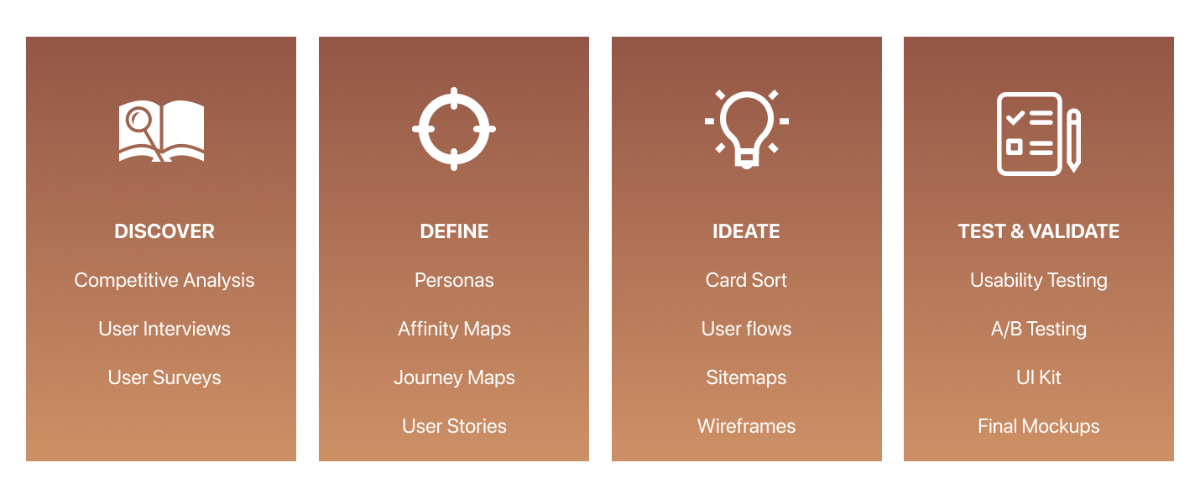 DISCOVER
Competitive Analysis
User Interviews
User Surveys
DEFINE
Personas
Affinity Maps
Journey Maps
User Stories
IDEATE
Card Sort
User flows
Sitemaps
Wireframes
TEST & VALIDATE
Usability Testing
A/B Testing
UI Kit
Final Mockups